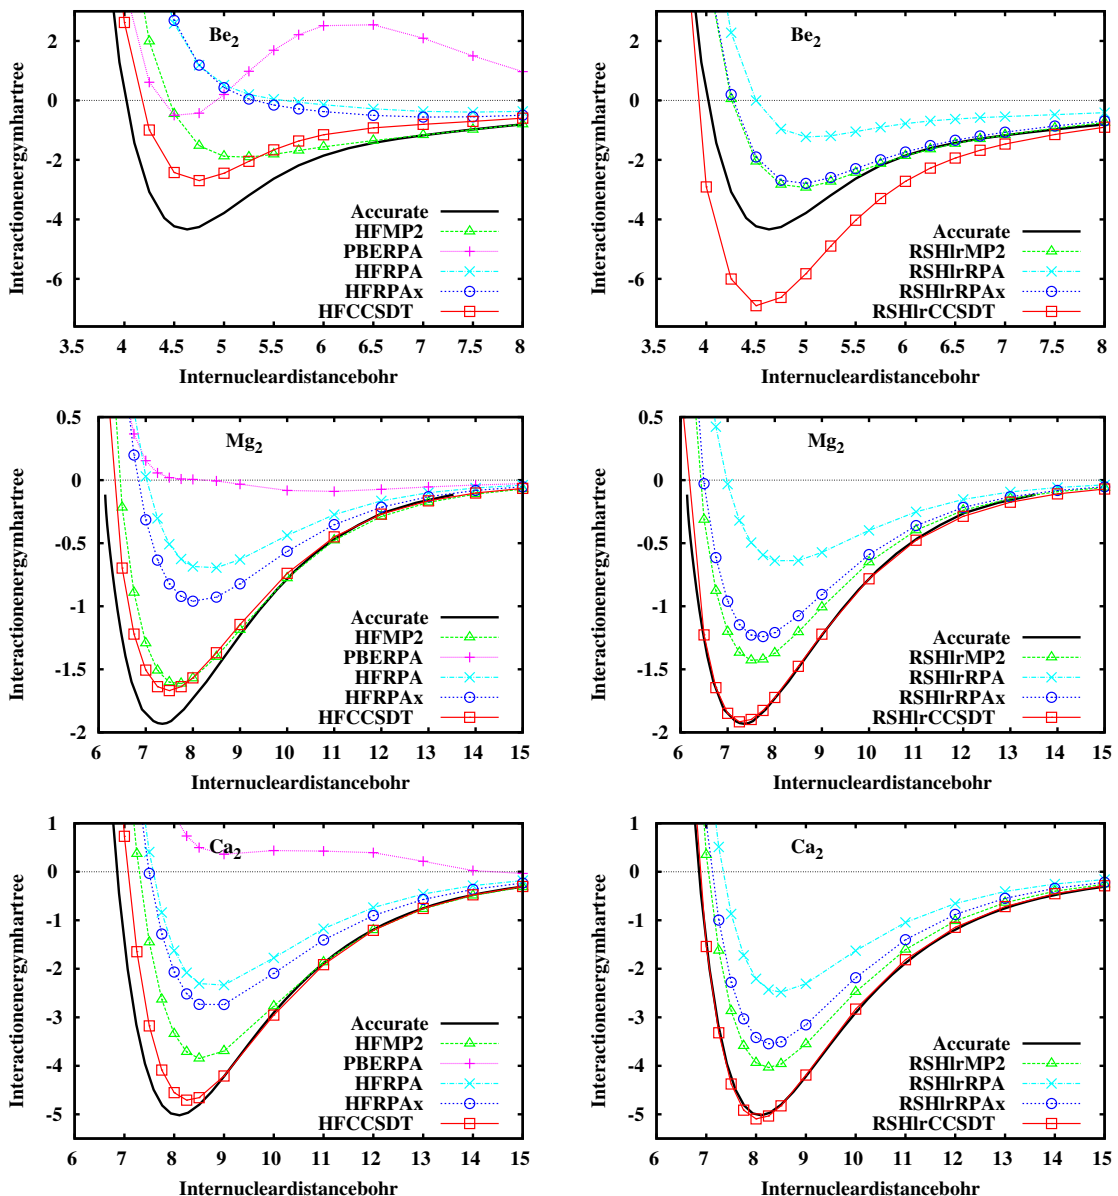 Be2
Interactionenergymhartree
2
0
-2
-4
-6
Accurate
HFMP2
PBERPA
HFRPA
HFRPAx
HFCCSDT
3.5 4 4.5 5 5.5 6 6.5 7 7.5 8
Internucleardistancebohr
Be2
Interactionenergymhartree
2
0
-2
-4
-6
Accurate
RSHlrMP2
RSHlrRPA
RSHlrRPAx
RSHlrCCSDT
3.5 4 4.5 5 5.5 6 6.5 7 7.5 8
Internucleardistancebohr
Mg2
Interactionenergymhartree
0.5
0
-0.5
-1
-1.5
-2
Accurate
HFMP2
PBERPA
HFRPA
HFRPAx
HFCCSDT
6 7 8 9 10 11 12 13 14 15
Internucleardistancebohr
Mg2
Interactionenergymhartree
0.5
0
-0.5
-1
-1.5
-2
Accurate
RSHlrMP2
RSHlrRPA
RSHlrRPAx
RSHlrCCSDT
6 7 8 9 10 11 12 13 14 15
Internucleardistancebohr
Ca2
Interactionenergymhartree
1
0
-1
-2
-3
-4
-5
Accurate
HFMP2
PBERPA
HFRPA
HFRPAx
HFCCSDT
6 7 8 9 10 11 12 13 14 15
Internucleardistancebohr
Ca2
Interactionenergymhartree
1
0
-1
-2
-3
-4
-5
Accurate
RSHlrMP2
RSHlrRPA
RSHlrRPAx
RSHlrCCSDT
6 7 8 9 10 11 12 13 14 15
Internucleardistancebohr